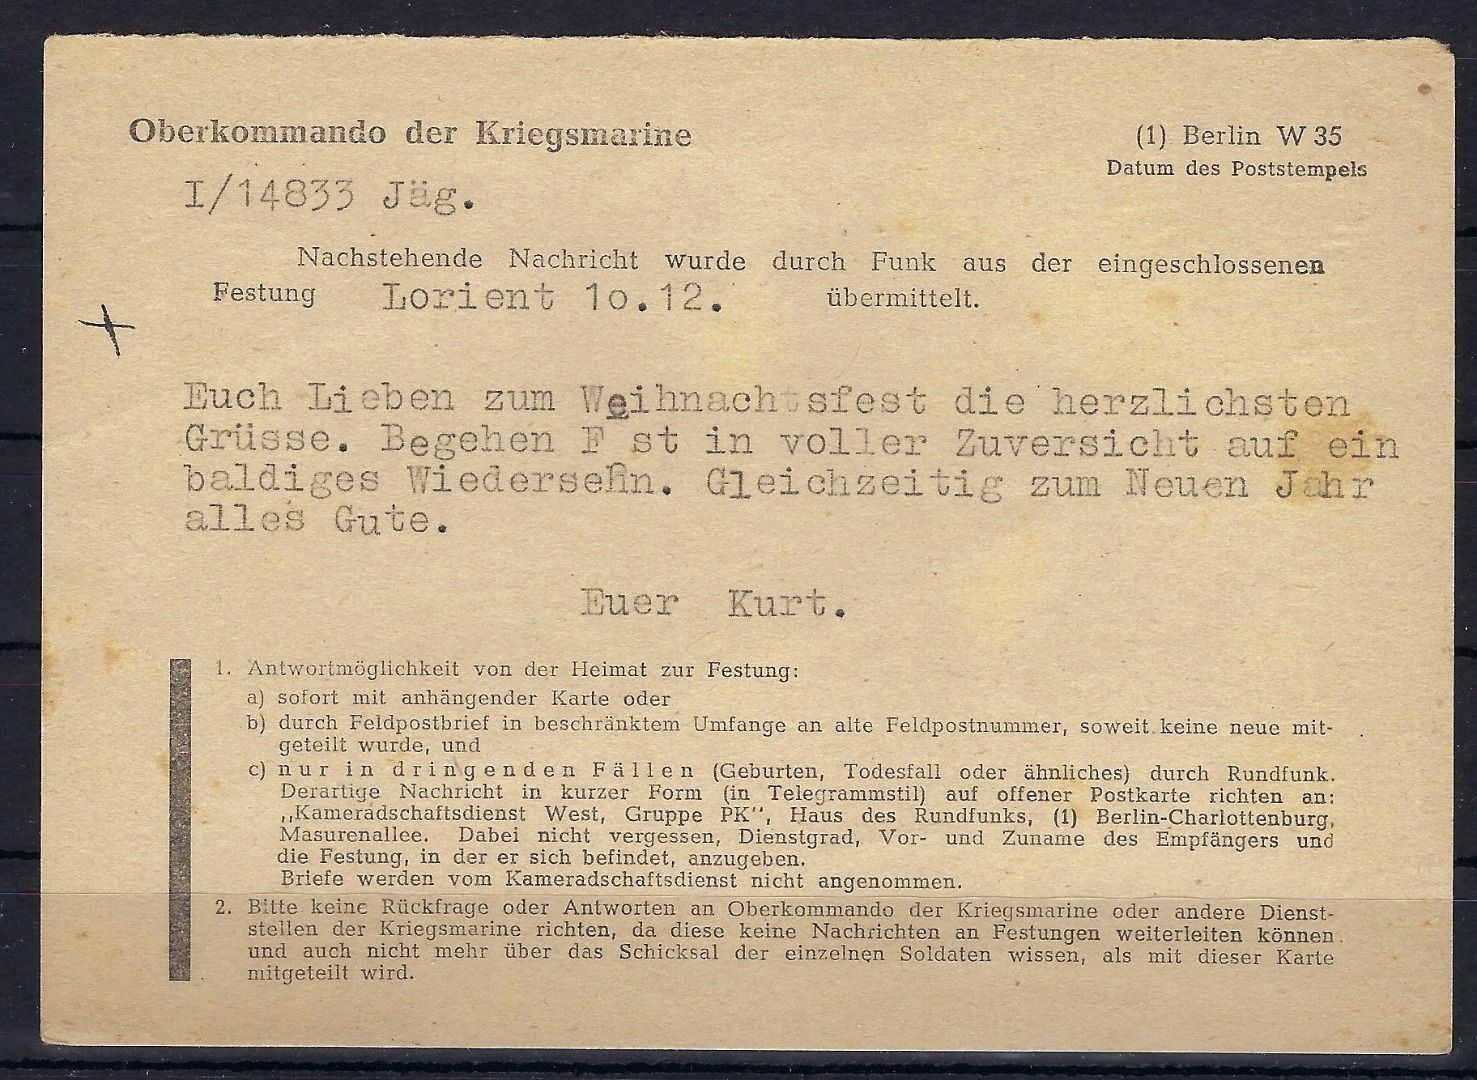 Oberkommando der Kriegsmarine
(1) Berlin W 35
Datum des Poststempels
I/14833 Jäg.
Nachstehende Nachricht wurde durch Funk aus der eingeschlossenen
Festung Lorient 1o.12. übermittelt.
Euch Lieben zum Weihnachtsfest die herzlichsten
Grüsse. Begehen F st in voller Zuversicht auf ein
baldiges Wiedersehn. Gleichzeitig zum Neuen Jahr
alles Gute.
Euer Kurt.
1. Antwortmöglichkeit von der Heimat zur Festung:
a) sofort mit anhängender Karte oder
b) durch Feldpostbrief in beschränktem Umfange an alte Feldpostnummer, soweit keine neue mit-
geteilt wurde, und
c) nur in dringenden Fällen (Geburten, Todesfall oder ähnliches) durch Rundfunk.
Derartige Nachricht in kurzer Form (in Telegrammstil) auf offener Postkarte richten an:
„Kameradschaftsdienst West, Gruppe PK“, Haus des Rundfunks, (1) Berlin-Charlottenburg,
Masurenallee. Dabei nicht vergessen, Dienstgrad, Vor- und Zuname des Empfängers und
die Festung, in der er sich befindet, anzugeben.
Briefe werden vom Kameradschaftsdienst nicht angenommen.
2. Bitte keine Rückfrage oder Antworten an Oberkommando der Kriegsmarine oder andere Dienst-
stellen der Kriegsmarine richten, da diese keine Nachrichten an Festungen weiterleiten können
und auch nicht mehr über das Schicksal der einzelnen Soldaten wissen, als mit dieser Karte
mitgeteilt wird.